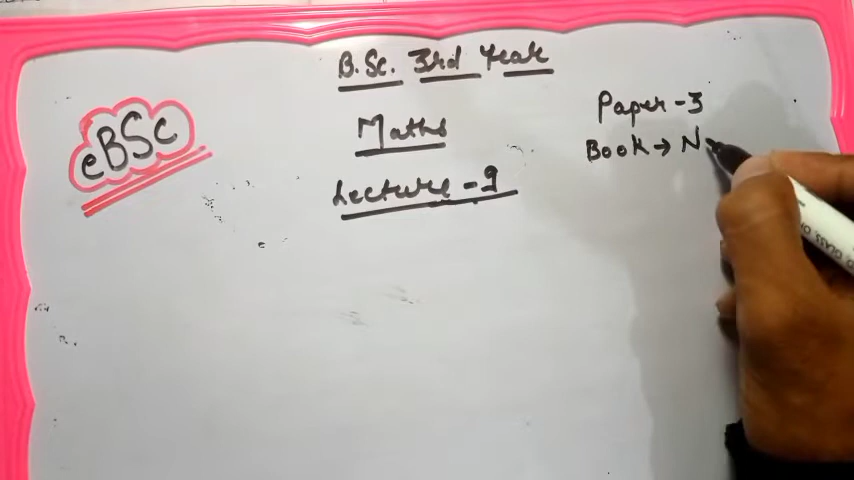 B.Sc. 3rd Year
eBSc
Maths
Lecture - 9
Paper - 3
Book → N